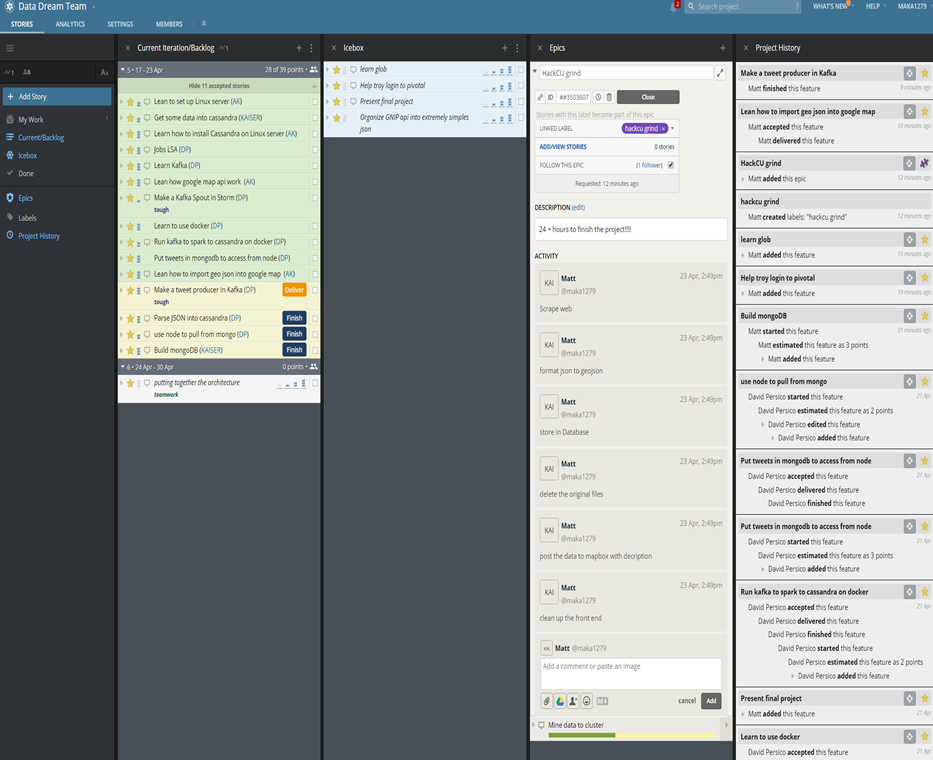 Data Dream Team
2
Search project
?
WHAT'S NEW
HELP
MAKA1279
STORIES
ANALYTICS
SETTINGS
MEMBERS
1
6
Aa
+ Add Story
My Work
1
Current/Backlog
Icebox
Done
Epics
Labels
Project History
× Current Iteration/Backlog 1 +
5 • 17 - 23 Apr
28 of 39 points •
Hide 11 accepted stories
Lean to set up Linux server (AK)
Get some data into cassandra (KAISER)
Learn how to install Cassandra on Linux server (AK)
Jobs LSA (DP)
Learn Kafka (DP)
Lean how google map api work (AK)
Make a Kafka Spout in Storm (DP)
tough
Learn to use docker (DP)
Run kafka to spark to cassandra on docker (DP)
Put tweets in mongodb to access from node (DP)
Lean how to import geo json into google map (AK)
Make a tweet producer in Kafka (DP)
Deliver
tough
Parse JSON into cassandra (DP)
Finish
use node to pull from mongo (DP)
Finish
Build mongoDB (KAISER)
Finish
6 • 24 Apr - 30 Apr
0 points •
putting together the architecture
teamwork
× Icebox +
learn glob
Help troy login to pivotal
Present final project
Organize GNIP api into extremely simples
json
× Epics +
HackCU grind
ID
##3503607
Close
Stories with this label become part of this epic
LINKED LABEL
hackcu grind ×
ADD/VIEW STORIES
0 stories
FOLLOW THIS EPIC
(1 follower)
Requested: 12 minutes ago
DESCRIPTION (edit)
24 + hours to finish the project!!!!
ACTIVITY
KAI
Matt
23 Apr, 2:49pm
@maka1279
Scrape web
KAI
Matt
23 Apr, 2:49pm
@maka1279
format json to geojson
KAI
Matt
23 Apr, 2:49pm
@maka1279
store in Database
KAI
Matt
23 Apr, 2:49pm
@maka1279
delete the original files
KAI
Matt
23 Apr, 2:49pm
@maka1279
post the data to mapbox with decription
KAI
Matt
23 Apr, 2:49pm
@maka1279
clean up the front end
KAI
Matt @maka1279
Add a comment or paste an image
cancel
Add
Mine data to cluster
× Project History
Make a tweet producer in Kafka
Matt finished this feature
9 minutes ago
Lean how to import geo json into google map
Matt accepted this feature
10 minutes ago
Matt delivered this feature
HackCU grind
Matt added this epic
12 minutes ago
hackcu grind
Matt created labels: "hackcu grind"
12 minutes ago
learn glob
Matt added this feature
15 minutes ago
Help troy login to pivotal
Matt added this feature
19 minutes ago
Build mongoDB
Matt started this feature
21 minutes ago
Matt estimated this feature as 3 points
Matt added this feature
use node to pull from mongo
David Persico started this feature
21 Apr
David Persico estimated this feature as 2 points
David Persico edited this feature
David Persico added this feature
Put tweets in mongodb to access from node
David Persico accepted this feature
21 Apr
David Persico delivered this feature
David Persico finished this feature
Put tweets in mongodb to access from node
David Persico started this feature
21 Apr
David Persico estimated this feature as 3 points
David Persico added this feature
Run kafka to spark to cassandra on docker
David Persico accepted this feature
21 Apr
David Persico delivered this feature
David Persico finished this feature
David Persico started this feature
David Persico estimated this feature as 2 points
David Persico added this feature
Present final project
Matt added this feature
21 Apr
Learn to use docker
David Persico accepted this feature
21 Apr